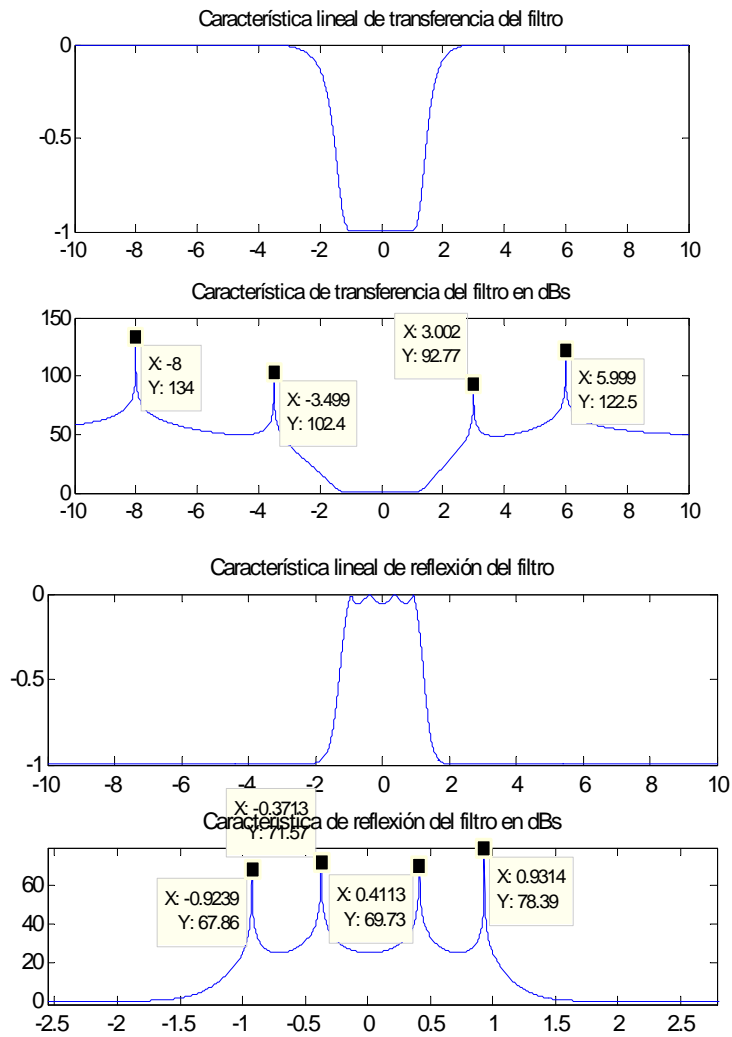 Característica lineal de transferencia del filtro
0
-0.5
-1
-10 -8 -6 -4 -2 0 2 4 6 8 10
Característica de transferencia del filtro en dBs
150
100
50
0
X: -8
Y: 134
X: -3.499
Y: 102.4
X: 3.002
Y: 92.77
X: 5.999
Y: 122.5
-10 -8 -6 -4 -2 0 2 4 6 8 10
Característica lineal de reflexión del filtro
0
-0.5
-1
-10 -8 -6 -4 -2 0 2 4 6 8 10
Característica de reflexión del filtro en dBs
60
40
20
0
X: -0.9239
Y: 67.86
X: -0.3713
Y: 71.57
X: 0.4113
Y: 69.73
X: 0.9314
Y: 78.39
-2.5 -2 -1.5 -1 -0.5 0 0.5 1 1.5 2 2.5